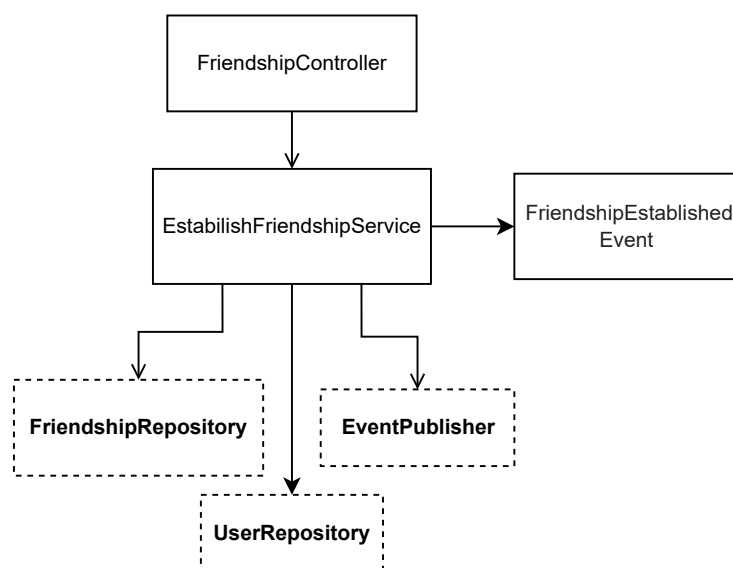 FriendshipController
EstabilishFriendshipService
FriendshipEstablished
Event
FriendshipRepository
EventPublisher
UserRepository